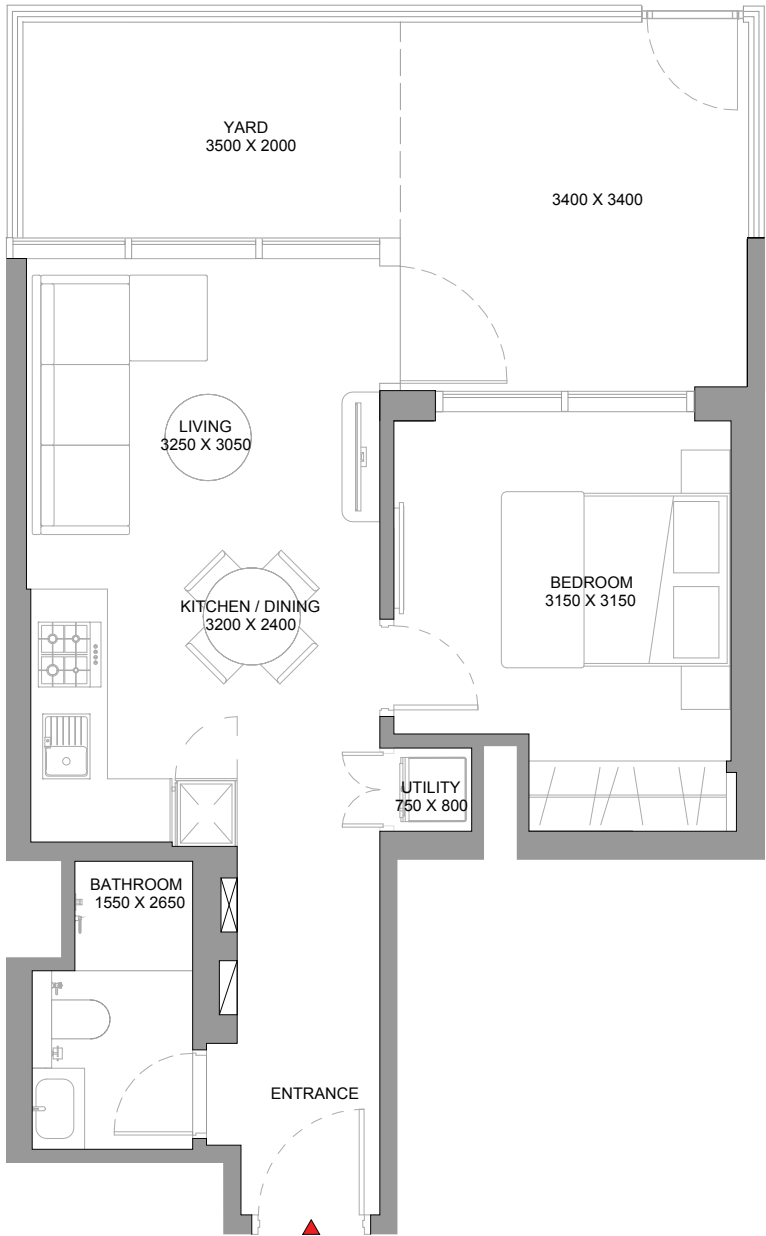 YARD
3500 X 2000
3400 X 3400
LIVING
3250 X 3050
KITCHEN / DINING
3200 X 2400
BEDROOM
3150 X 3150
UTILITY
750 X 800
BATHROOM
1550 X 2650
ENTRANCE